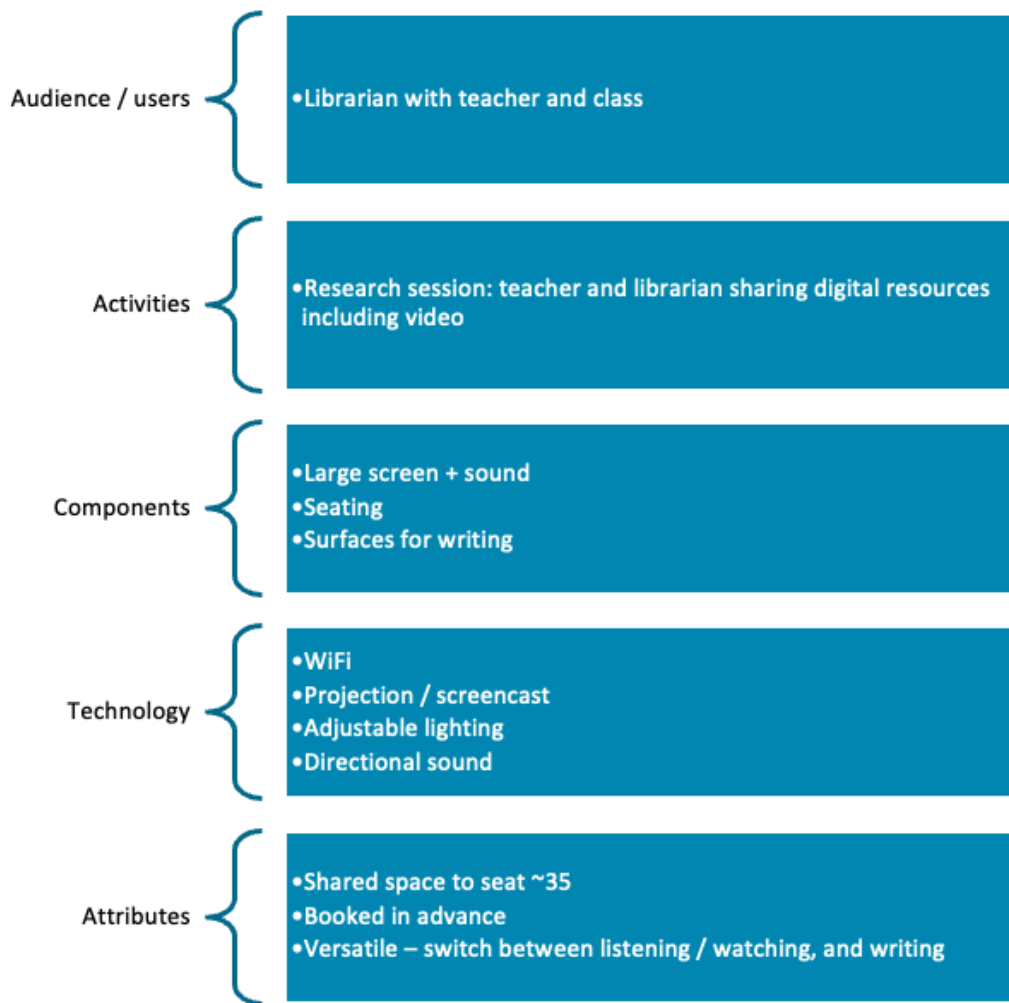 Audience / users
•Librarian with teacher and class
Activities
•Research session: teacher and librarian sharing digital resources
including video
Components
•Large screen + sound
•Seating
•Surfaces for writing
Technology
•WiFi
•Projection / screencast
•Adjustable lighting
•Directional sound
Attributes
•Shared space to seat ~35
•Booked in advance
•Versatile – switch between listening / watching, and writing